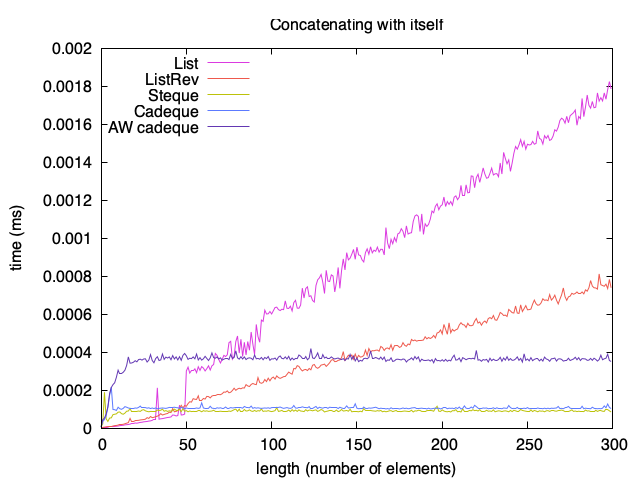 Concatenating with itself
0.002
0.0018
0.0016
0.0014
0.0012
0.001
0.0008
0.0006
0.0004
0.0002
0
time (ms)
List
ListRev
Steque
Cadeque
AW cadeque
0 50 100 150 200 250 300
length (number of elements)